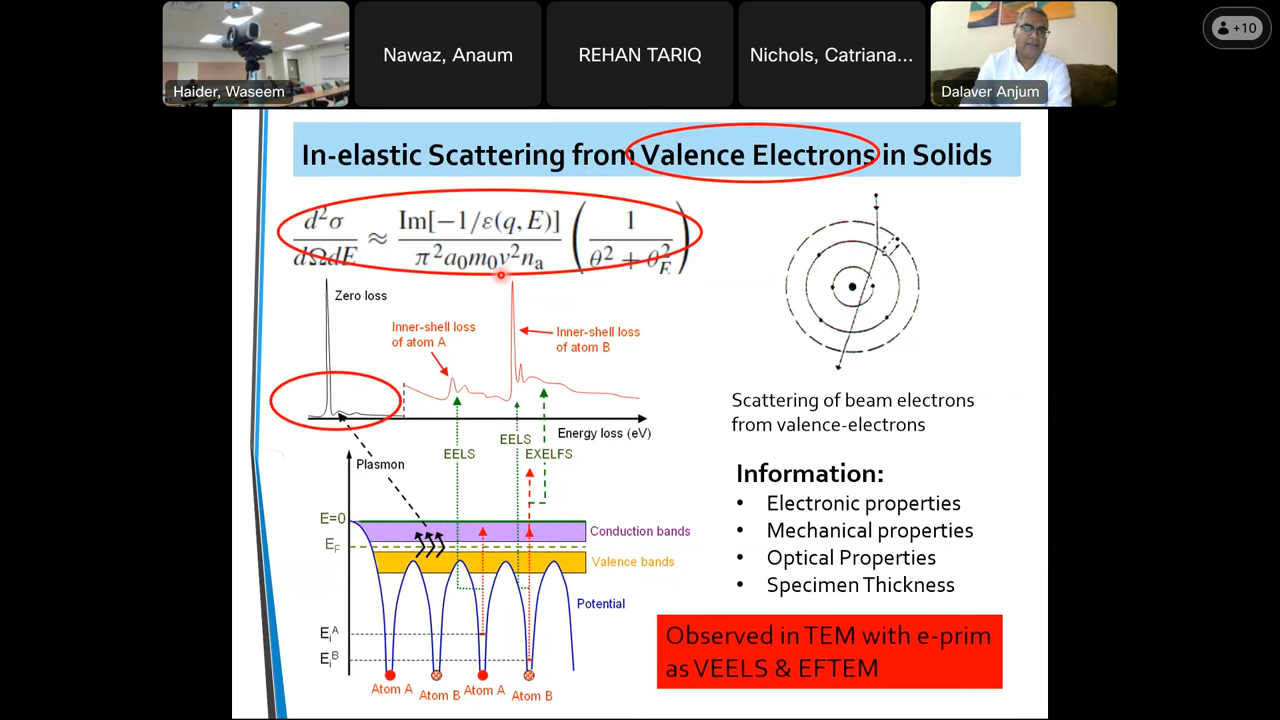 +10
Haider, Waseem
Nawaz, Anaum
REHAN TARIQ
Nichols, Catriana...
Dalaver Anjum
In-elastic Scattering from Valence Electrons in Solids
d²σ / dΩdE ≈ Im[−1/ε(q, E)] / π²a₀m₀v²nₐ (1 / θ² + θ_E²)
Zero loss
Inner-shell loss
of atom A
Inner-shell loss
of atom B
Energy loss (eV)
EELS
EELS
EXELFS
Plasmon
E=0
Conduction bands
E_F
Valence bands
Potential
E_i^A
E_i^B
Atom A
Atom B
Atom A
Atom B
Scattering of beam electrons
from valence-electrons
Information:
• Electronic properties
• Mechanical properties
• Optical Properties
• Specimen Thickness
Observed in TEM with e-prim
as VEELS & EFTEM